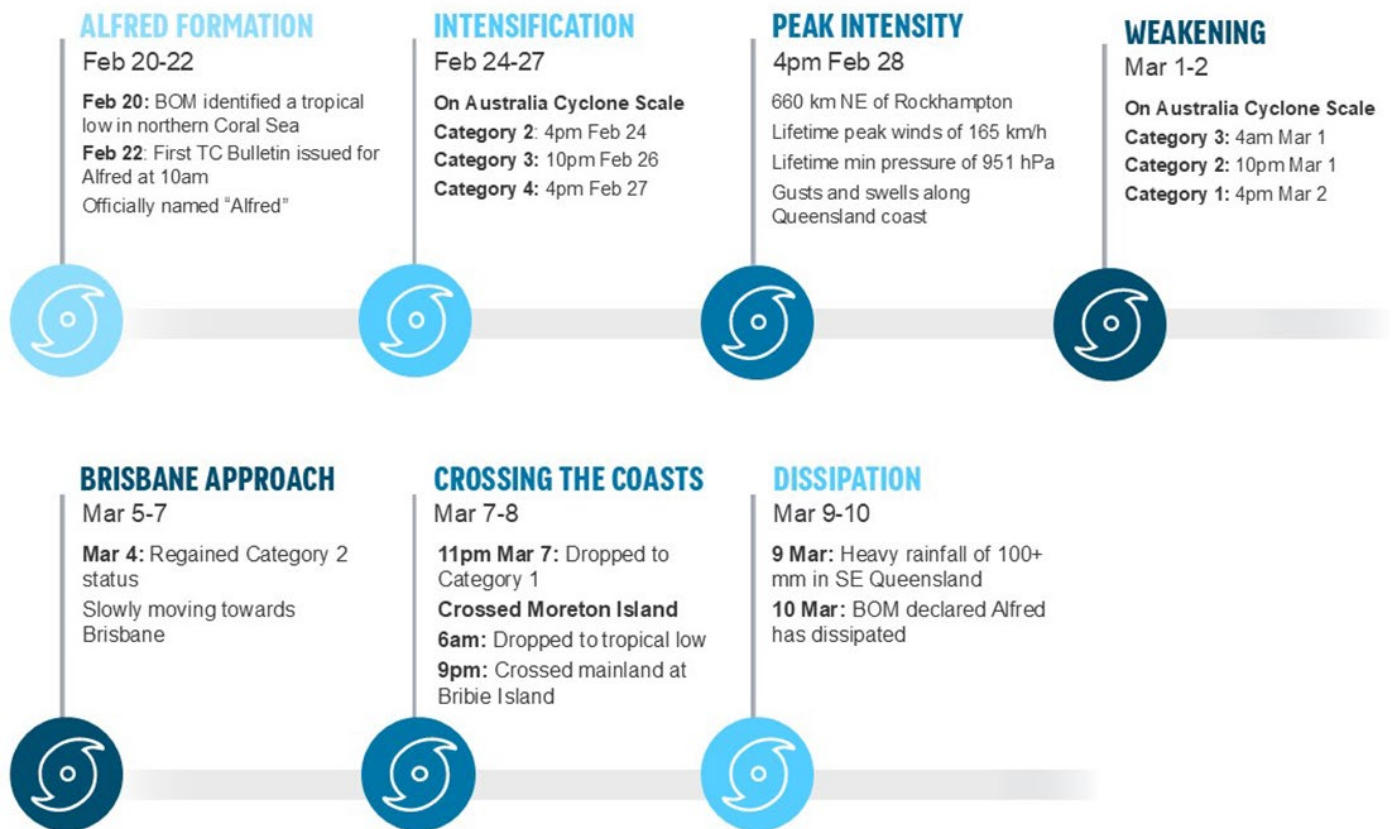 ALFRED FORMATION
Feb 20-22
Feb 20: BOM identified a tropical
low in northern Coral Sea
Feb 22: First TC Bulletin issued for
Alfred at 10am
Officially named “Alfred”
INTENSIFICATION
Feb 24-27
On Australia Cyclone Scale
Category 2: 4pm Feb 24
Category 3: 10pm Feb 26
Category 4: 4pm Feb 27
PEAK INTENSITY
4pm Feb 28
660 km NE of Rockhampton
Lifetime peak winds of 165 km/h
Lifetime min pressure of 951 hPa
Gusts and swells along
Queensland coast
WEAKENING
Mar 1-2
On Australia Cyclone Scale
Category 3: 4am Mar 1
Category 2: 10pm Mar 1
Category 1: 4pm Mar 2
BRISBANE APPROACH
Mar 5-7
Mar 4: Regained Category 2
status
Slowly moving towards
Brisbane
CROSSING THE COASTS
Mar 7-8
11pm Mar 7: Dropped to
Category 1
Crossed Moreton Island
6am: Dropped to tropical low
9pm: Crossed mainland at
Bribie Island
DISSIPATION
Mar 9-10
9 Mar: Heavy rainfall of 100+
mm in SE Queensland
10 Mar: BOM declared Alfred
has dissipated